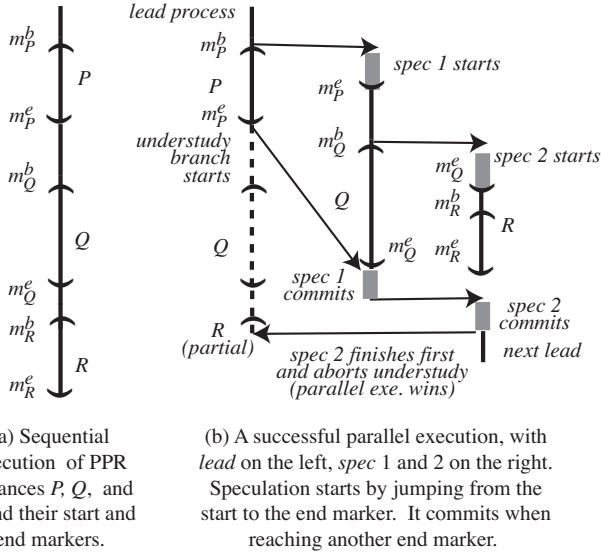 m_P^b
P
m_P^e
m_Q^b
Q
m_Q^e
m_R^b
R
m_R^e
lead process
m_P^b
P
m_P^e
understudy
branch
starts
Q
R
(partial)
spec 1 starts
m_P^e
m_Q^b
Q
m_Q^e
spec 1
commits
spec 2 starts
m_Q^e
m_R^b
R
m_R^e
spec 2
commits
next lead
spec 2 finishes first
and aborts understudy
(parallel exe. wins)
a) Sequential
ecution of PPR
ances P, Q, and
nd their start and
end markers.
(b) A successful parallel execution, with
lead on the left, spec 1 and 2 on the right.
Speculation starts by jumping from the
start to the end marker. It commits when
reaching another end marker.